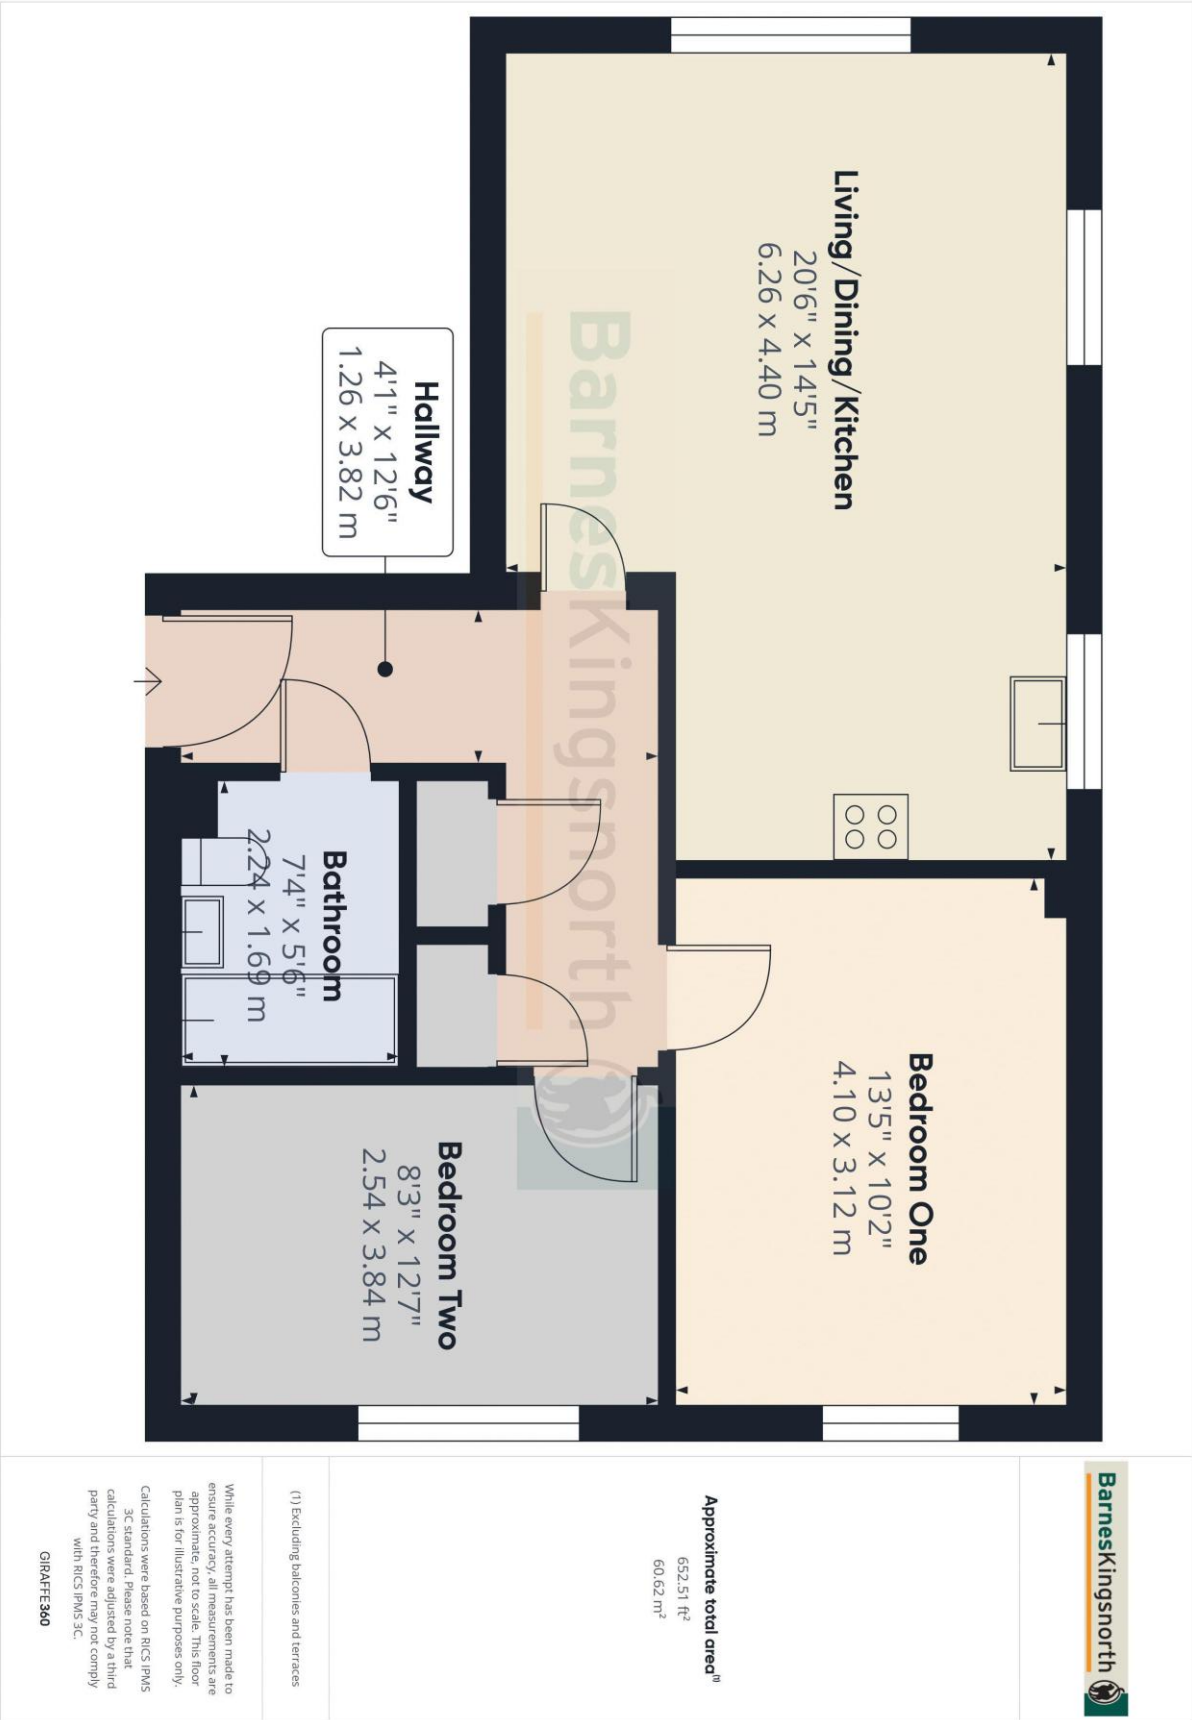 Living/Dining/Kitchen
20'6" x 14'5"
6.26 x 4.40 m
Hallway
4'1" x 12'6"
1.26 x 3.82 m
BarnesKingsnorth
Bathroom
7'4" x 5'6"
2.24 x 1.69 m
Bedroom One
13'5" x 10'2"
4.10 x 3.12 m
Bedroom Two
8'3" x 12'7"
2.54 x 3.84 m
BarnesKingsnorth
Approximate total area⁽¹⁾
652.51 ft²
60.62 m²
(1) Excluding balconies and terraces
While every attempt has been made to
ensure accuracy, all measurements are
approximate, not to scale. This floor
plan is for illustrative purposes only.
Calculations were based on RICS IPMS
3C standard. Please note that
calculations were adjusted by a third
party and therefore may not comply
with RICS IPMS 3C.
GIRAFFE360